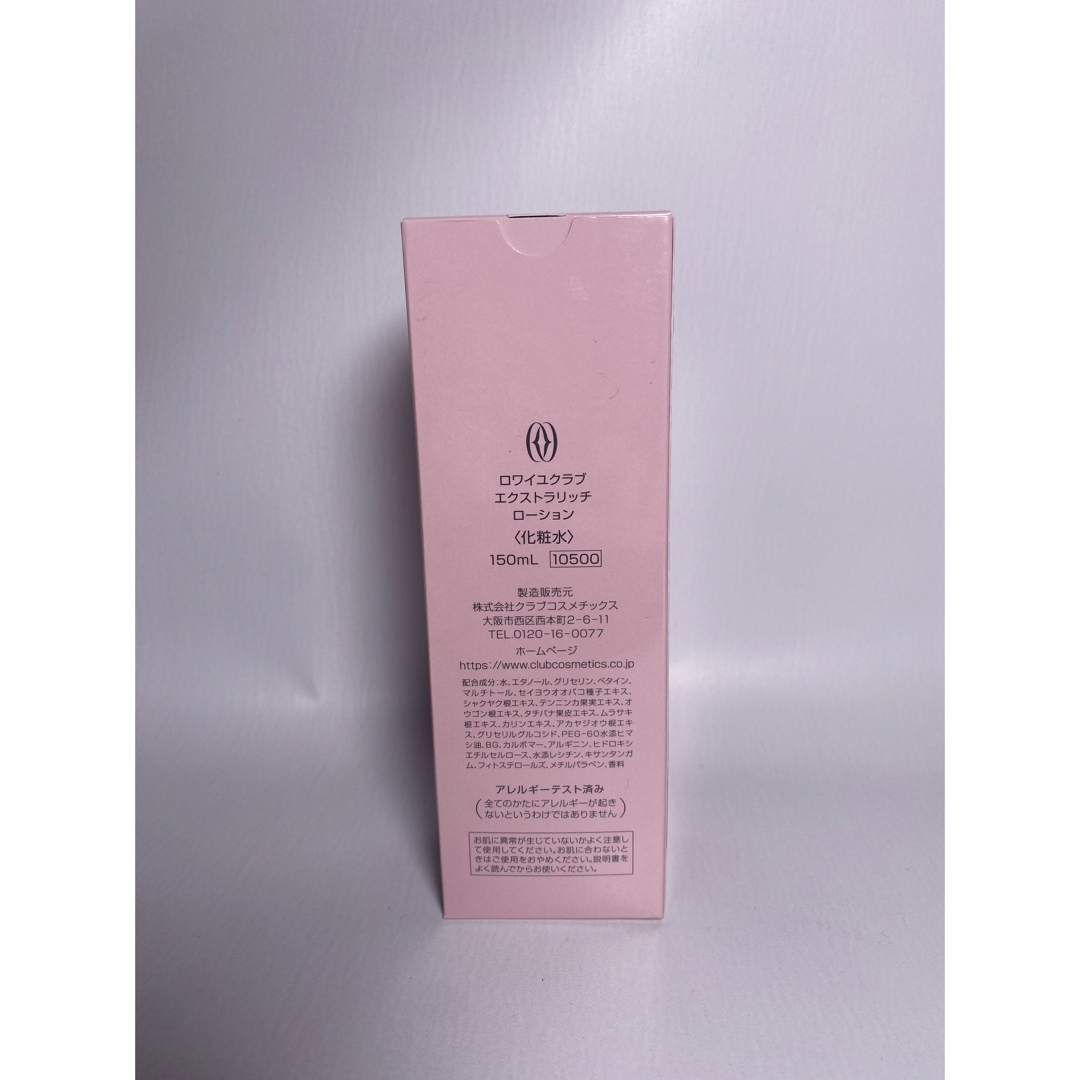 ロワイユクラブ
エクストラリッチ
ローション
〈化粧水〉
150mL 10500
製造販売元
株式会社クラブコスメチックス
大阪市西区西本町2-6-11
TEL.0120-16-0077
ホームページ
https://www.clubcosmetics.co.jp
配合成分:水、エタノール、グリセリン、ベタイン、
マルチトール、セイヨウオオバコ種子エキス、
シャクヤク根エキス、テンニンカ果実エキス、オ
ウゴン根エキス、タチバナ果皮エキス、ムラサキ
根エキス、カリンエキス、アカヤジオウ根エキ
ス、グリセリルグルコシド、PEG-60水添ヒマ
シ油、BG、カルボマー、アルギニン、ヒドロキシ
エチルセルロース、水添レシチン、キサンタンガ
ム、フィトステロールズ、メチルパラベン、香料
アレルギーテスト済み
(全てのかたにアレルギーが起き
ないというわけではありません)
お肌に異常が生じていないかよく注意し
て使用してください。お肌に合わないと
きはご使用をおやめください。説明書を
よく読んでからお使いください。